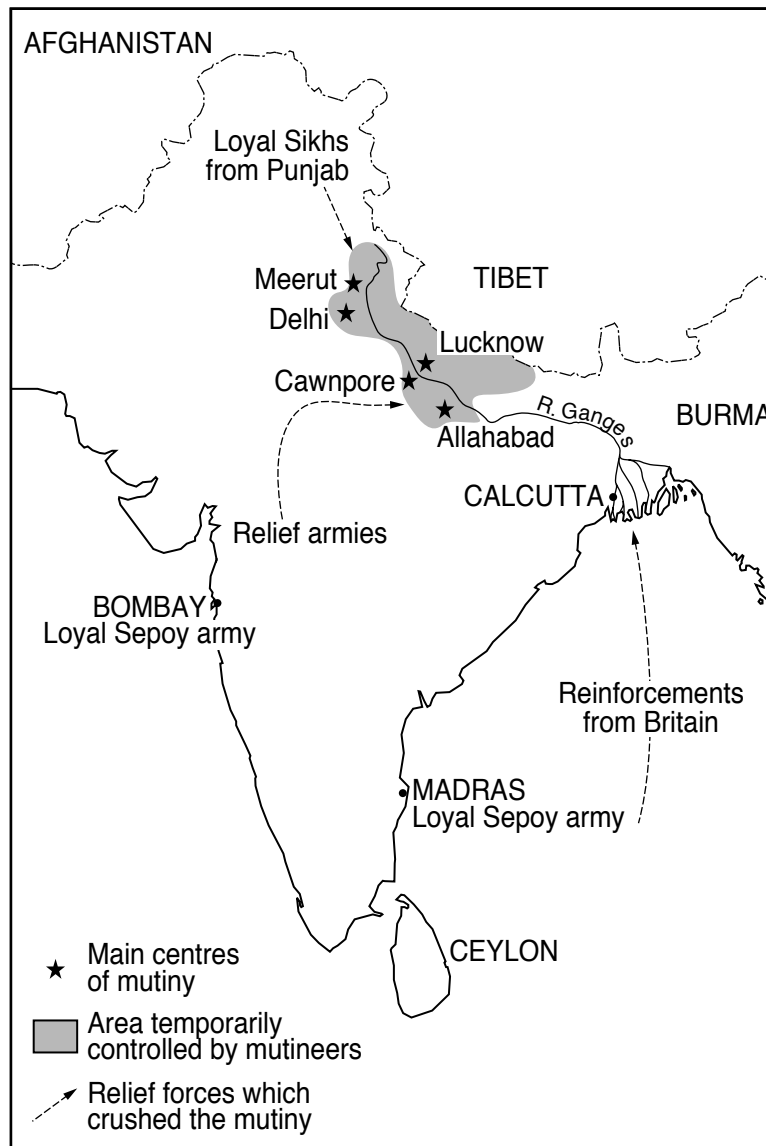 AFGHANISTAN
Loyal Sikhs
from Punjab
Meerut
TIBET
Delhi
Lucknow
Cawnpore
R. Ganges
BURMA
Allahabad
CALCUTTA
Relief armies
BOMBAY
Loyal Sepoy army
Reinforcements
from Britain
MADRAS
Loyal Sepoy army
CEYLON
Main centres
of mutiny
Area temporarily
controlled by mutineers
Relief forces which
crushed the mutiny